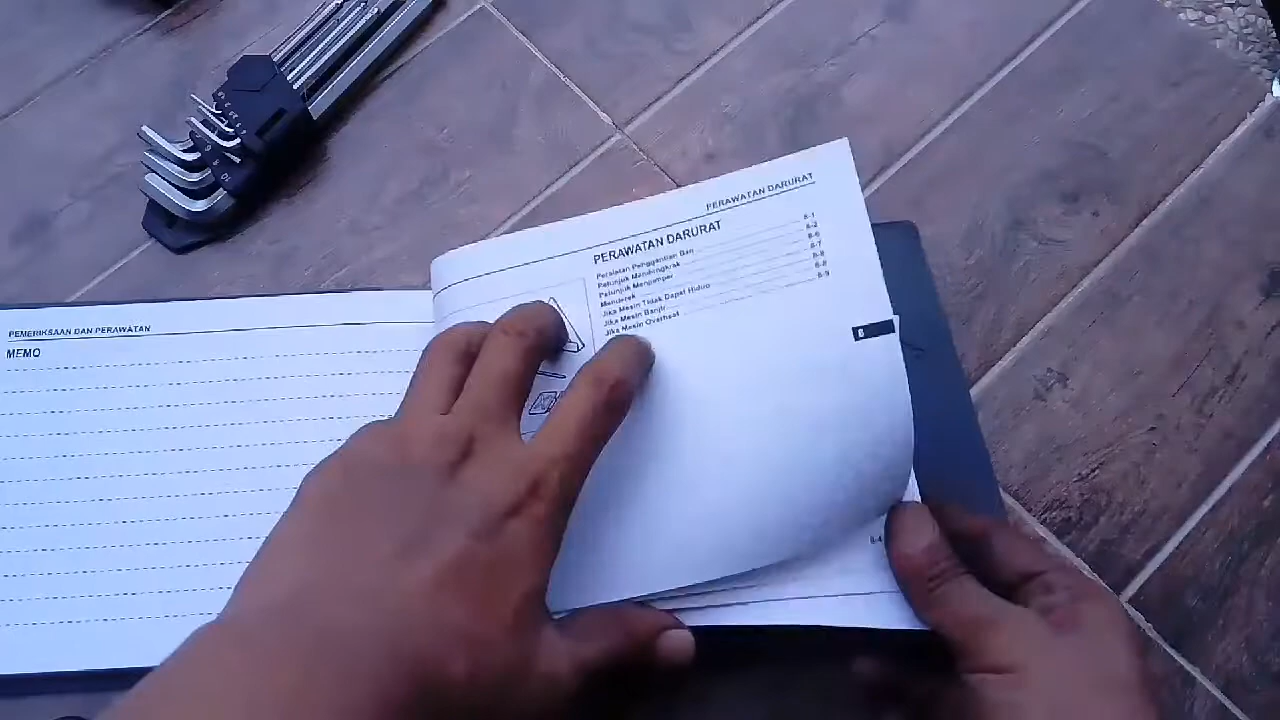 PEMERIKSAAN DAN PERAWATAN
MEMO
PERAWATAN DARURAT
PERAWATAN DARURAT
Peralatan Penggantian Ban 8-1
Petunjuk Mendongkrak 8-2
Petunjuk Menjumper 8-6
Menderek 8-7
Jika Mesin Tidak Dapat Hidup 8-8
Jika Mesin Banjir 8-8
Jika Mesin Overheat 8-9
8
8-4